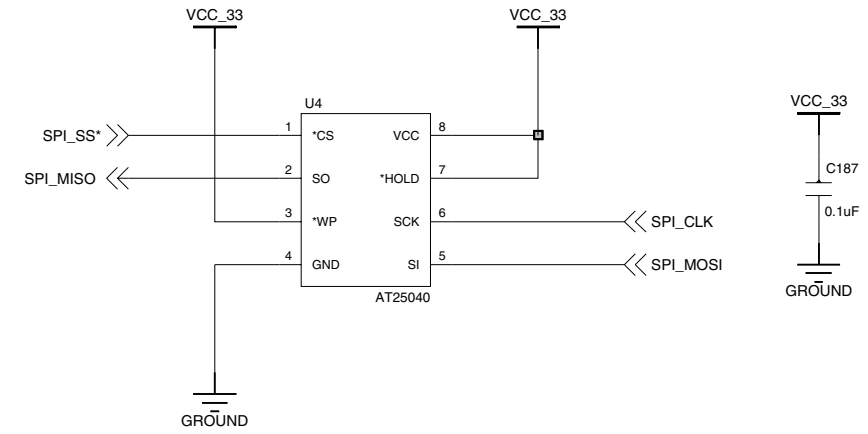 VCC_33
VCC_33
U4
VCC_33
SPI_SS*
1
*CS
VCC
8
C187
SPI_MISO
2
SO
*HOLD
7
0.1uF
3
*WP
SCK
6
SPI_CLK
4
GND
SI
5
SPI_MOSI
AT25040
GROUND
GROUND